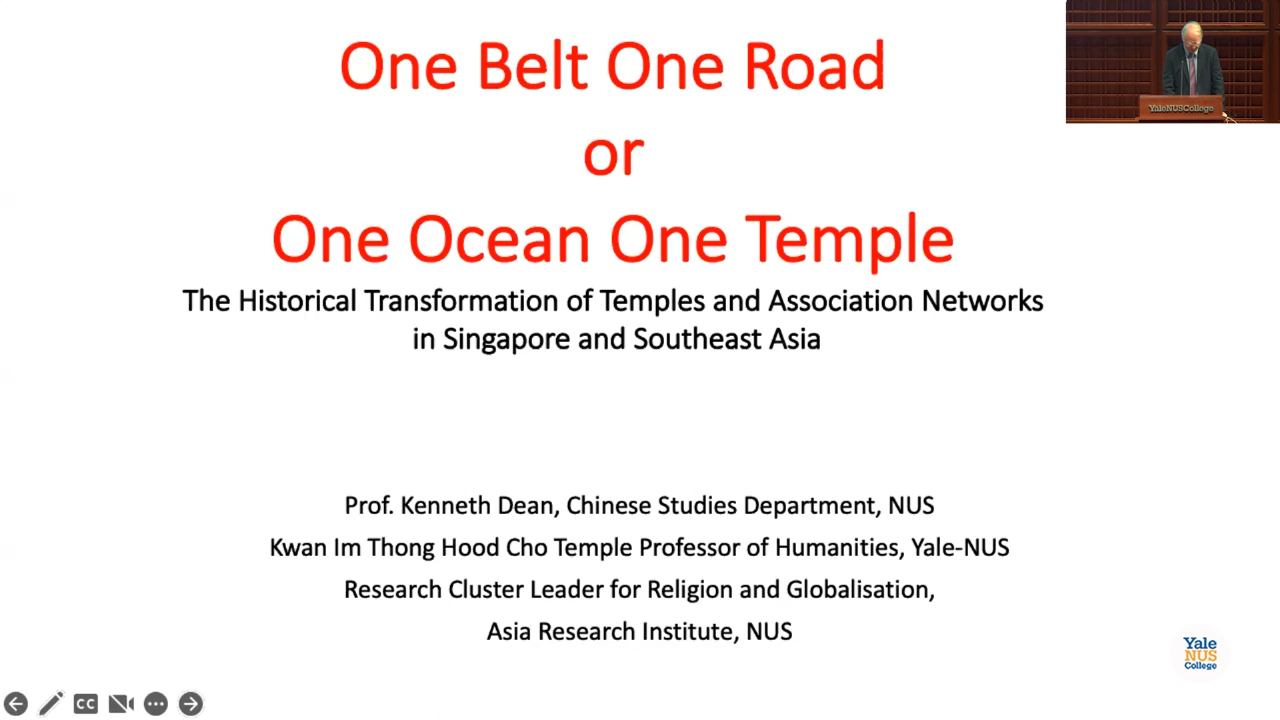 One Belt One Road
or
One Ocean One Temple
The Historical Transformation of Temples and Association Networks
in Singapore and Southeast Asia
Prof. Kenneth Dean, Chinese Studies Department, NUS
Kwan Im Thong Hood Cho Temple Professor of Humanities, Yale-NUS
Research Cluster Leader for Religion and Globalisation,
Asia Research Institute, NUS
YaleNUSCollege
Yale
NUS
College
CC